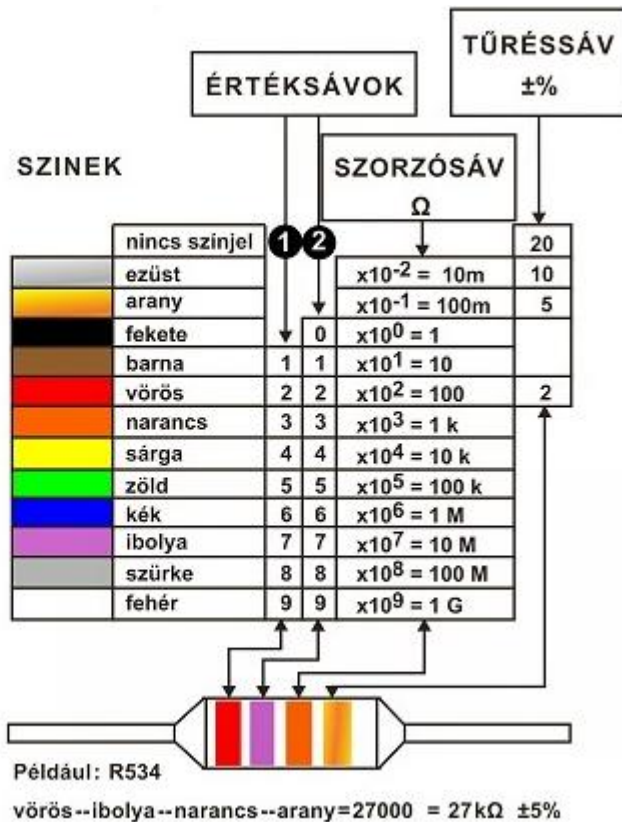 TŰRÉSSÁV
±%
ÉRTÉKSÁVOK
SZINEK
SZORZÓSÁV
Ω
nincs színjel 1 2 20
ezüst x10⁻² = 10m 10
arany x10⁻¹ = 100m 5
fekete 0 x10⁰ = 1
barna 1 1 x10¹ = 10
vörös 2 2 x10² = 100 2
narancs 3 3 x10³ = 1 k
sárga 4 4 x10⁴ = 10 k
zöld 5 5 x10⁵ = 100 k
kék 6 6 x10⁶ = 1 M
ibolya 7 7 x10⁷ = 10 M
szürke 8 8 x10⁸ = 100 M
fehér 9 9 x10⁹ = 1 G
Például: R534
vörös--ibolya--narancs--arany=27000 = 27kΩ ±5%